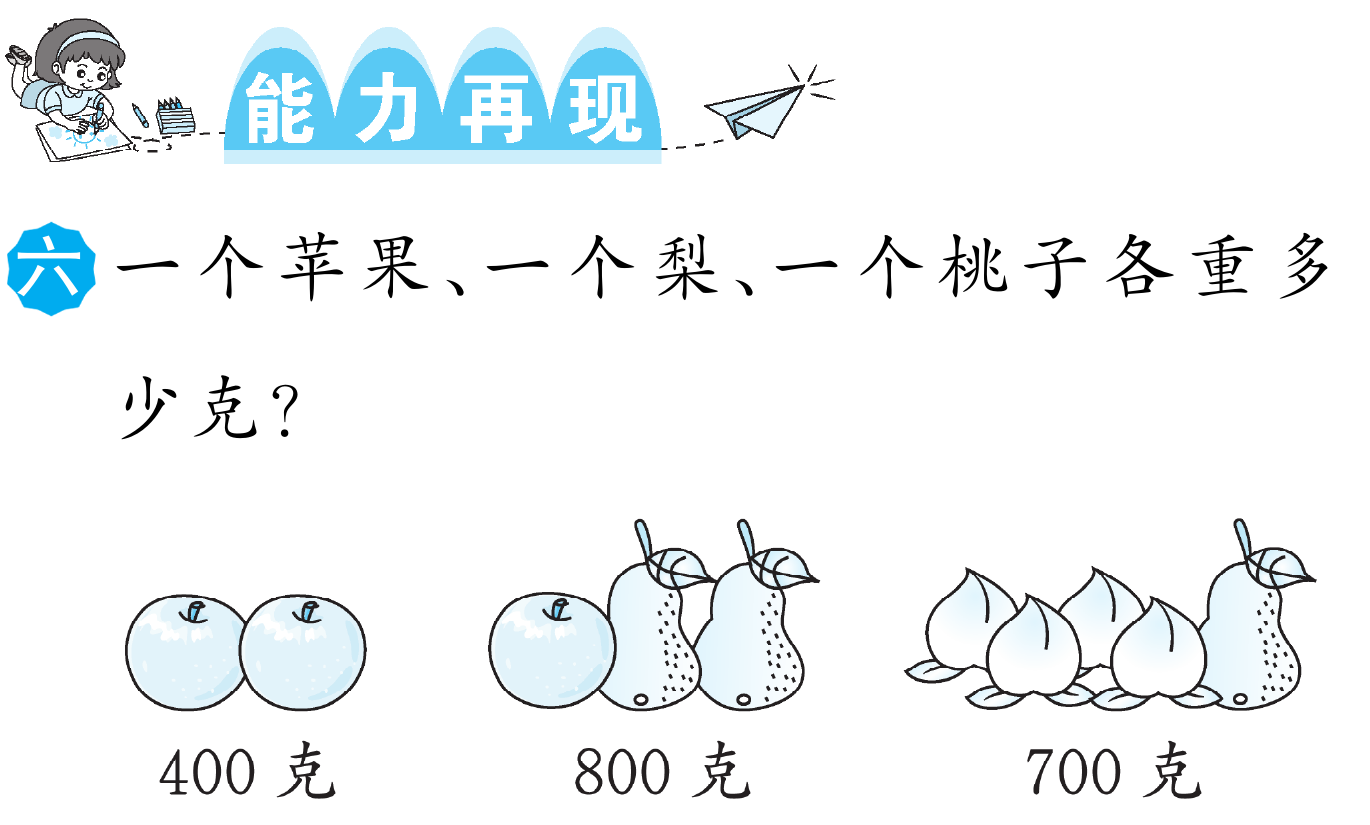 能力再现
六 一个苹果、一个梨、一个桃子各重多
少克?
400 克 800 克 700 克